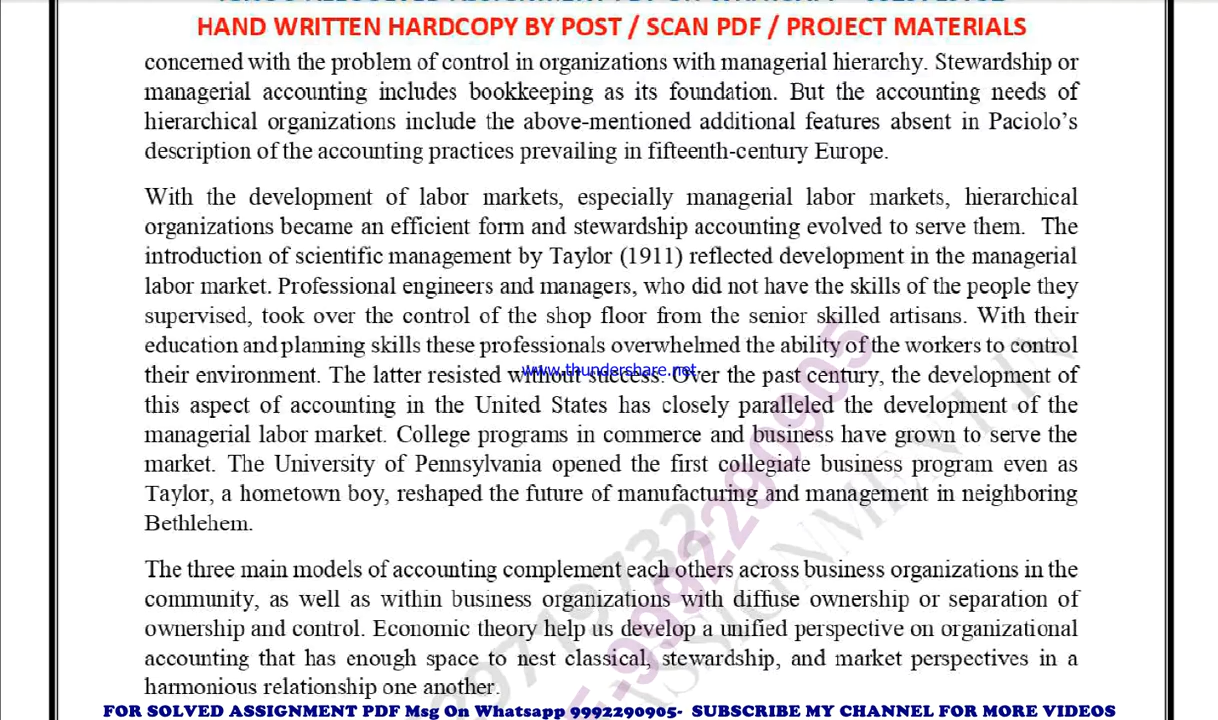 HAND WRITTEN HARDCOPY BY POST / SCAN PDF / PROJECT MATERIALS
concerned with the problem of control in organizations with managerial hierarchy. Stewardship or
managerial accounting includes bookkeeping as its foundation. But the accounting needs of
hierarchical organizations include the above-mentioned additional features absent in Paciolo's
description of the accounting practices prevailing in fifteenth-century Europe.
With the development of labor markets, especially managerial labor markets, hierarchical
organizations became an efficient form and stewardship accounting evolved to serve them. The
introduction of scientific management by Taylor (1911) reflected development in the managerial
labor market. Professional engineers and managers, who did not have the skills of the people they
supervised, took over the control of the shop floor from the senior skilled artisans. With their
education and planning skills these professionals overwhelmed the ability of the workers to control
their environment. The latter resisted without success. Over the past century, the development of
www.thundershare.net
this aspect of accounting in the United States has closely paralleled the development of the
managerial labor market. College programs in commerce and business have grown to serve the
market. The University of Pennsylvania opened the first collegiate business program even as
Taylor, a hometown boy, reshaped the future of manufacturing and management in neighboring
Bethlehem.
The three main models of accounting complement each others across business organizations in the
community, as well as within business organizations with diffuse ownership or separation of
ownership and control. Economic theory help us develop a unified perspective on organizational
accounting that has enough space to nest classical, stewardship, and market perspectives in a
harmonious relationship one another.
FOR SOLVED ASSIGNMENT PDF Msg On Whatsapp 9992290905- SUBSCRIBE MY CHANNEL FOR MORE VIDEOS